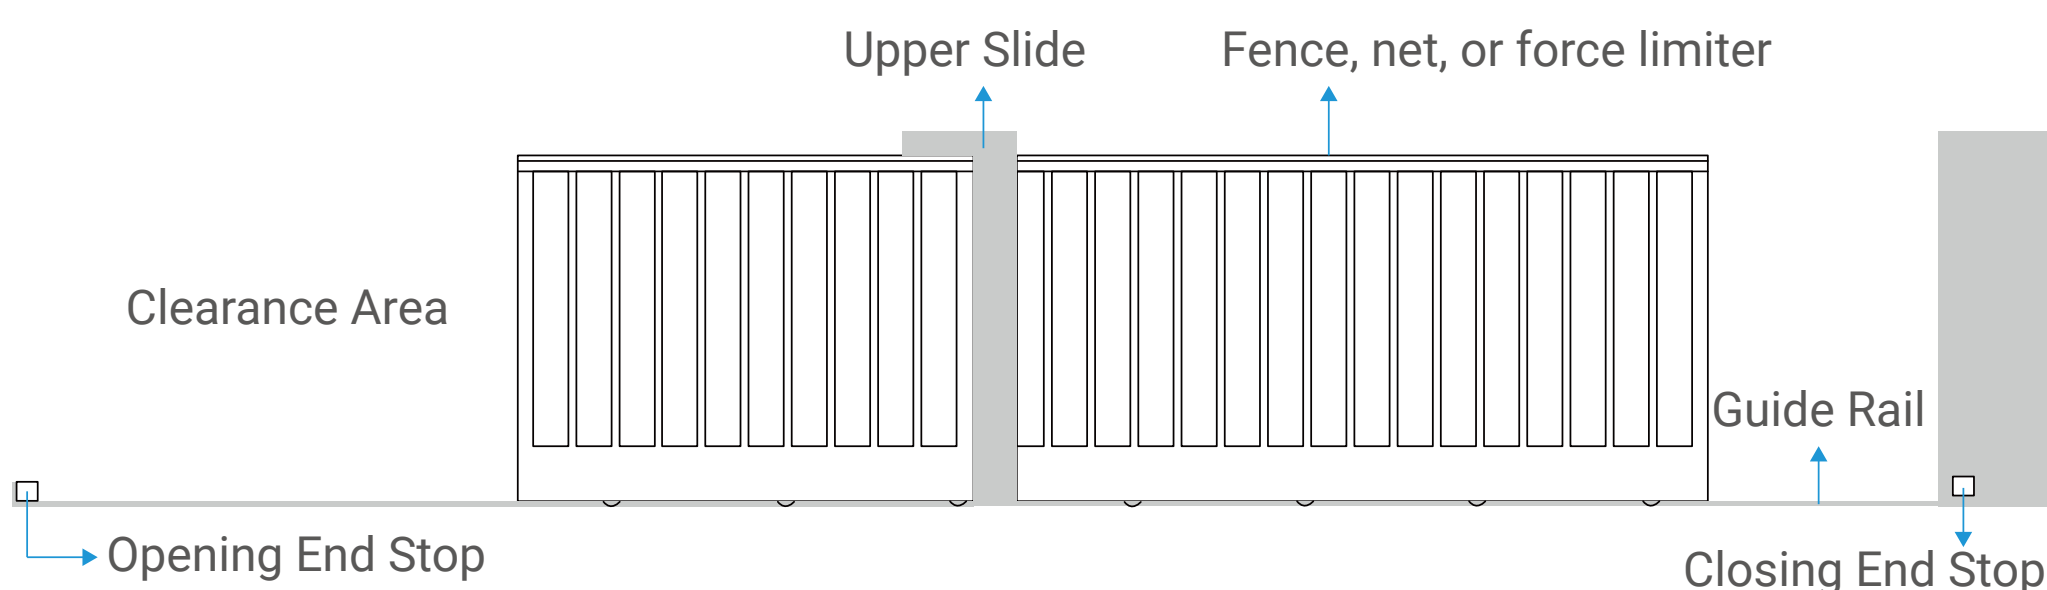 Upper Slide
Fence, net, or force limiter
Clearance Area
Guide Rail
Opening End Stop
Closing End Stop